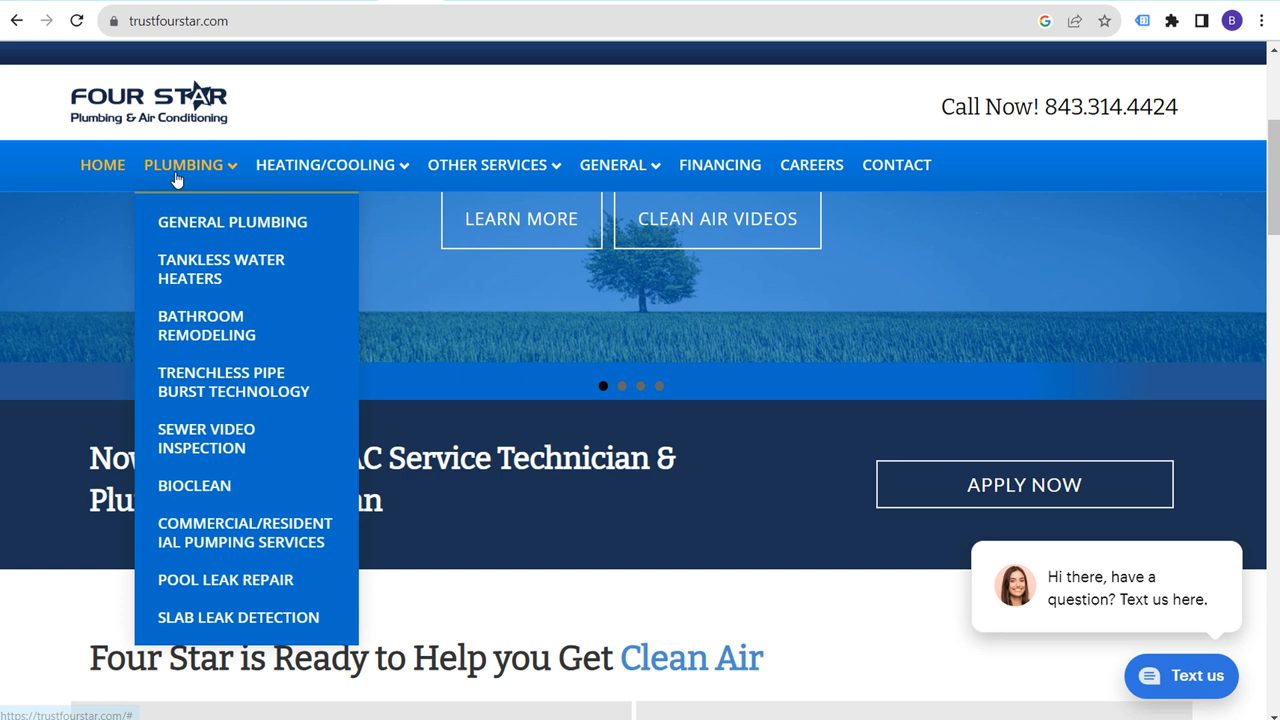 trustfourstar.com
B
FOUR STAR
Plumbing & Air Conditioning
Call Now! 843.314.4424
HOME PLUMBING HEATING/COOLING OTHER SERVICES GENERAL FINANCING CAREERS CONTACT
LEARN MORE CLEAN AIR VIDEOS
GENERAL PLUMBING
TANKLESS WATER
HEATERS
BATHROOM
REMODELING
TRENCHLESS PIPE
BURST TECHNOLOGY
SEWER VIDEO
INSPECTION
BIOCLEAN
COMMERCIAL/RESIDENT
IAL PUMPING SERVICES
POOL LEAK REPAIR
SLAB LEAK DETECTION
AC Service Technician &
APPLY NOW
Hi there, have a
question? Text us here.
Four Star is Ready to Help you Get Clean Air
Text us
https://trustfourstar.com/#